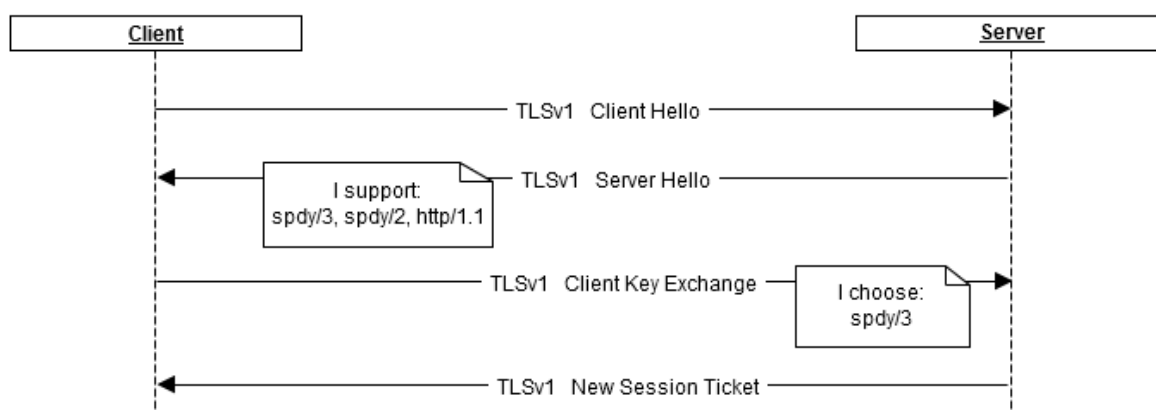 Client
Server
TLSv1 Client Hello
TLSv1 Server Hello
I support:
spdy/3, spdy/2, http/1.1
TLSv1 Client Key Exchange
I choose:
spdy/3
TLSv1 New Session Ticket